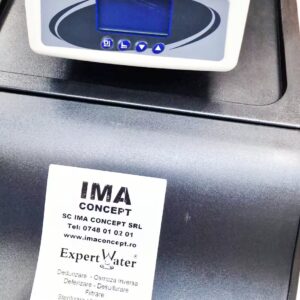 IMA
CONCEPT
SC IMA CONCEPT SRL
Tel: 0748 01 02 01
www.imaconcept.ro
Expert Water
Dedurizare - Osmoza inversa
Deferizare - Desulfurare
Filtrare